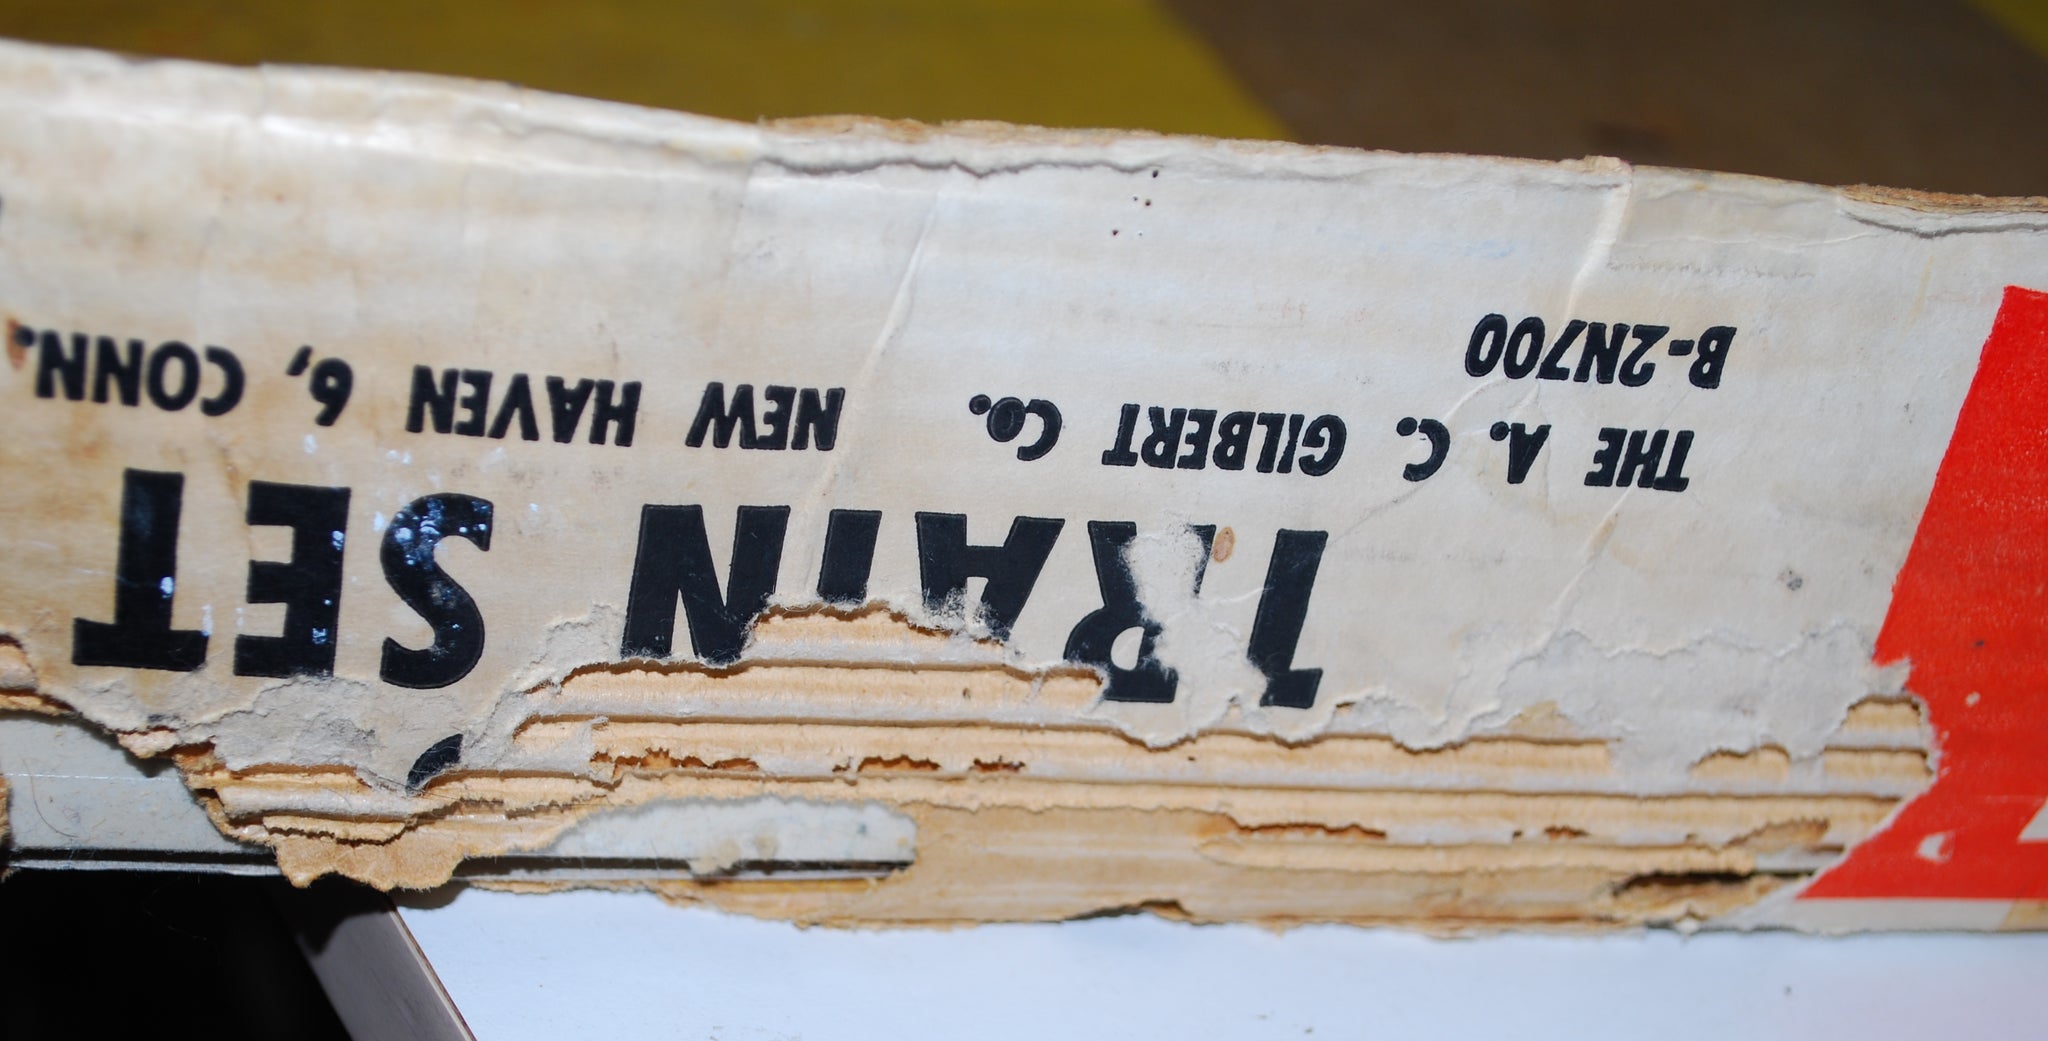 TRAIN SET
THE A. C. GILBERT Co. NEW HAVEN 6, CONN.
B-2N700